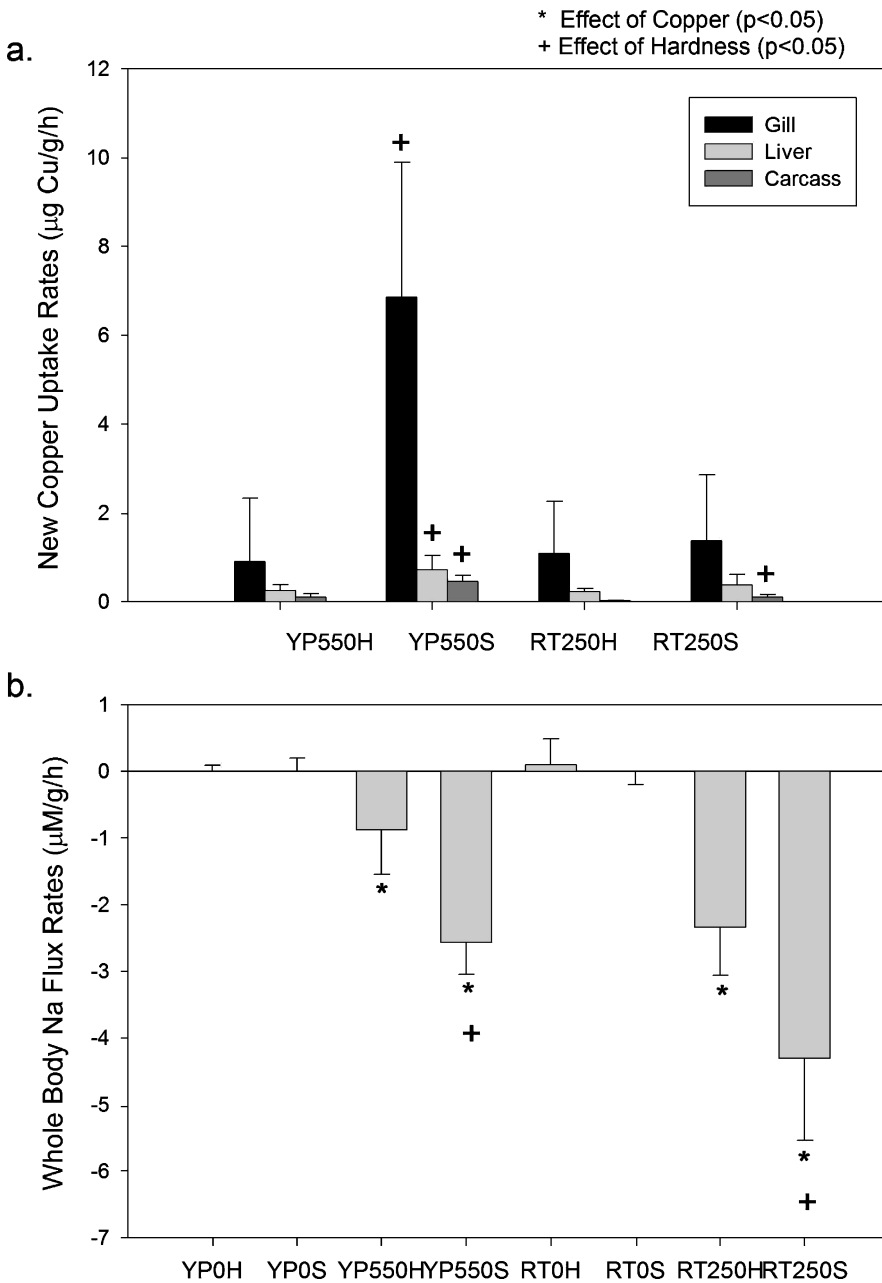 * Effect of Copper (p<0.05)
+ Effect of Hardness (p<0.05)
a.
12
10
8
6
4
2
0
New Copper Uptake Rates (μg Cu/g/h)
Gill
Liver
Carcass
+
+
+
+
YP550H YP550S RT250H RT250S
b.
1
0
-1
-2
-3
-4
-5
-6
-7
Whole Body Na Flux Rates (μM/g/h)
*
*
+
*
*
+
YP0H YP0S YP550H YP550S RT0H RT0S RT250H RT250S